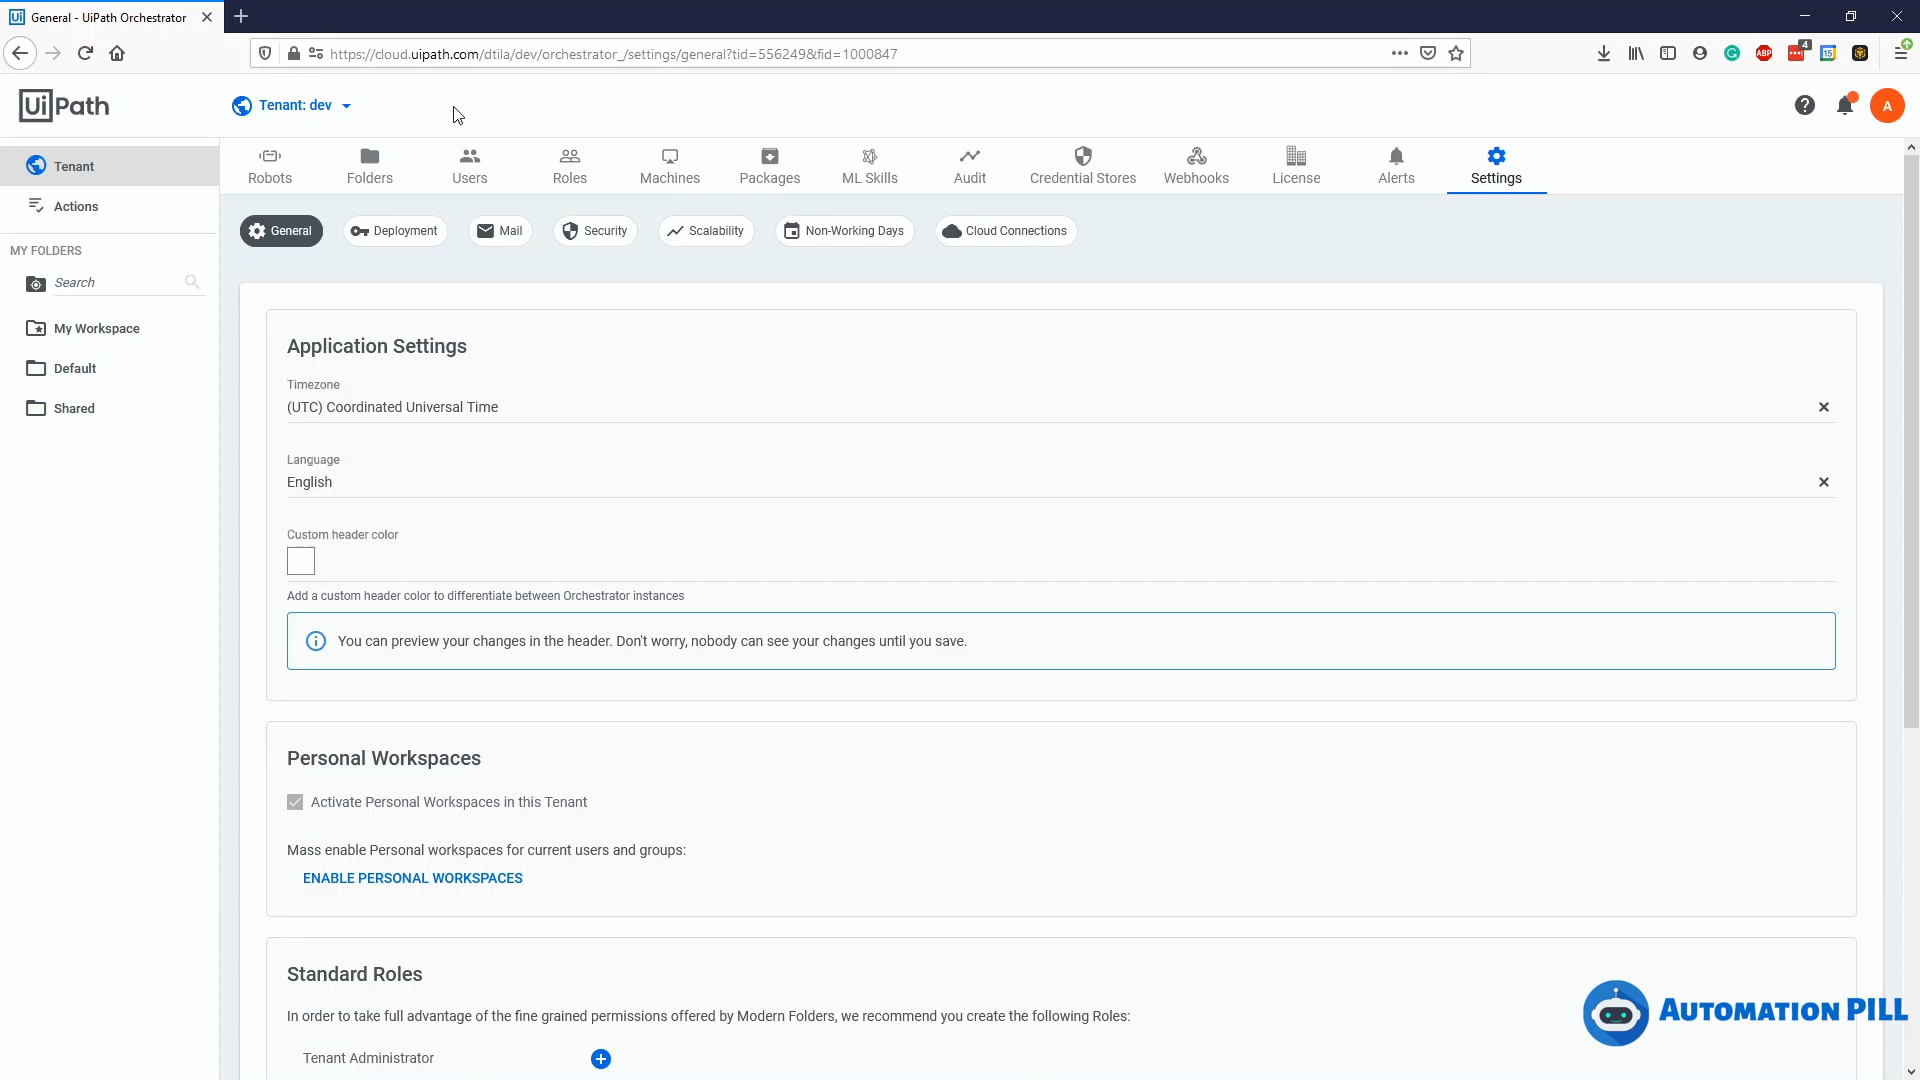 General - UiPath Orchestrator
https://cloud.uipath.com/dtila/dev/orchestrator_/settings/general?tid=556249&fid=1000847
ABP
4
15
UiPath
Tenant: dev
A
Tenant
Actions
MY FOLDERS
Search
My Workspace
Default
Shared
Robots
Folders
Users
Roles
Machines
Packages
ML Skills
Audit
Credential Stores
Webhooks
License
Alerts
Settings
General
Deployment
Mail
Security
Scalability
Non-Working Days
Cloud Connections
Application Settings
Timezone
(UTC) Coordinated Universal Time
Language
English
Custom header color
Add a custom header color to differentiate between Orchestrator instances
You can preview your changes in the header. Don't worry, nobody can see your changes until you save.
Personal Workspaces
Activate Personal Workspaces in this Tenant
Mass enable Personal workspaces for current users and groups:
ENABLE PERSONAL WORKSPACES
Standard Roles
In order to take full advantage of the fine grained permissions offered by Modern Folders, we recommend you create the following Roles:
Tenant Administrator
AUTOMATION PILL